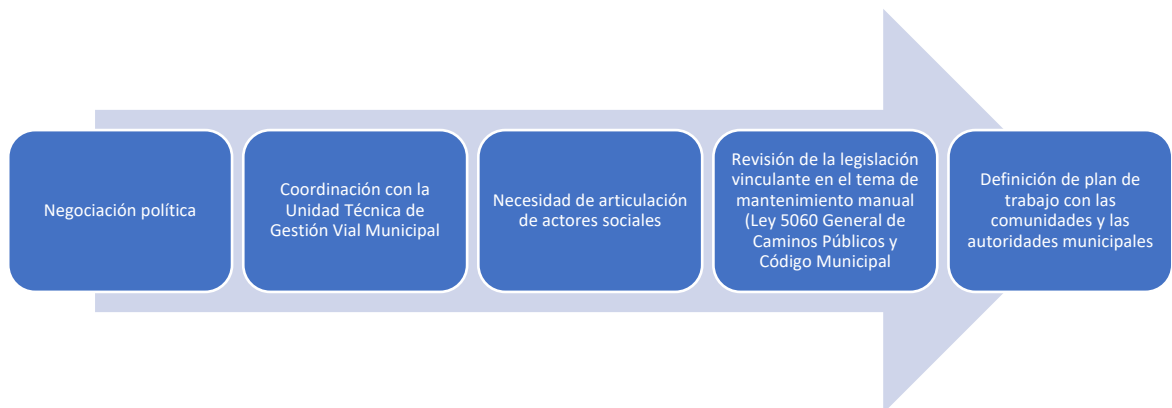 Negociación política
Coordinación con la
Unidad Técnica de
Gestión Vial Municipal
Necesidad de articulación
de actores sociales
Revisión de la legislación
vinculante en el tema de
mantenimiento manual
(Ley 5060 General de
Caminos Públicos y
Código Municipal
Definición de plan de
trabajo con las
comunidades y las
autoridades municipales